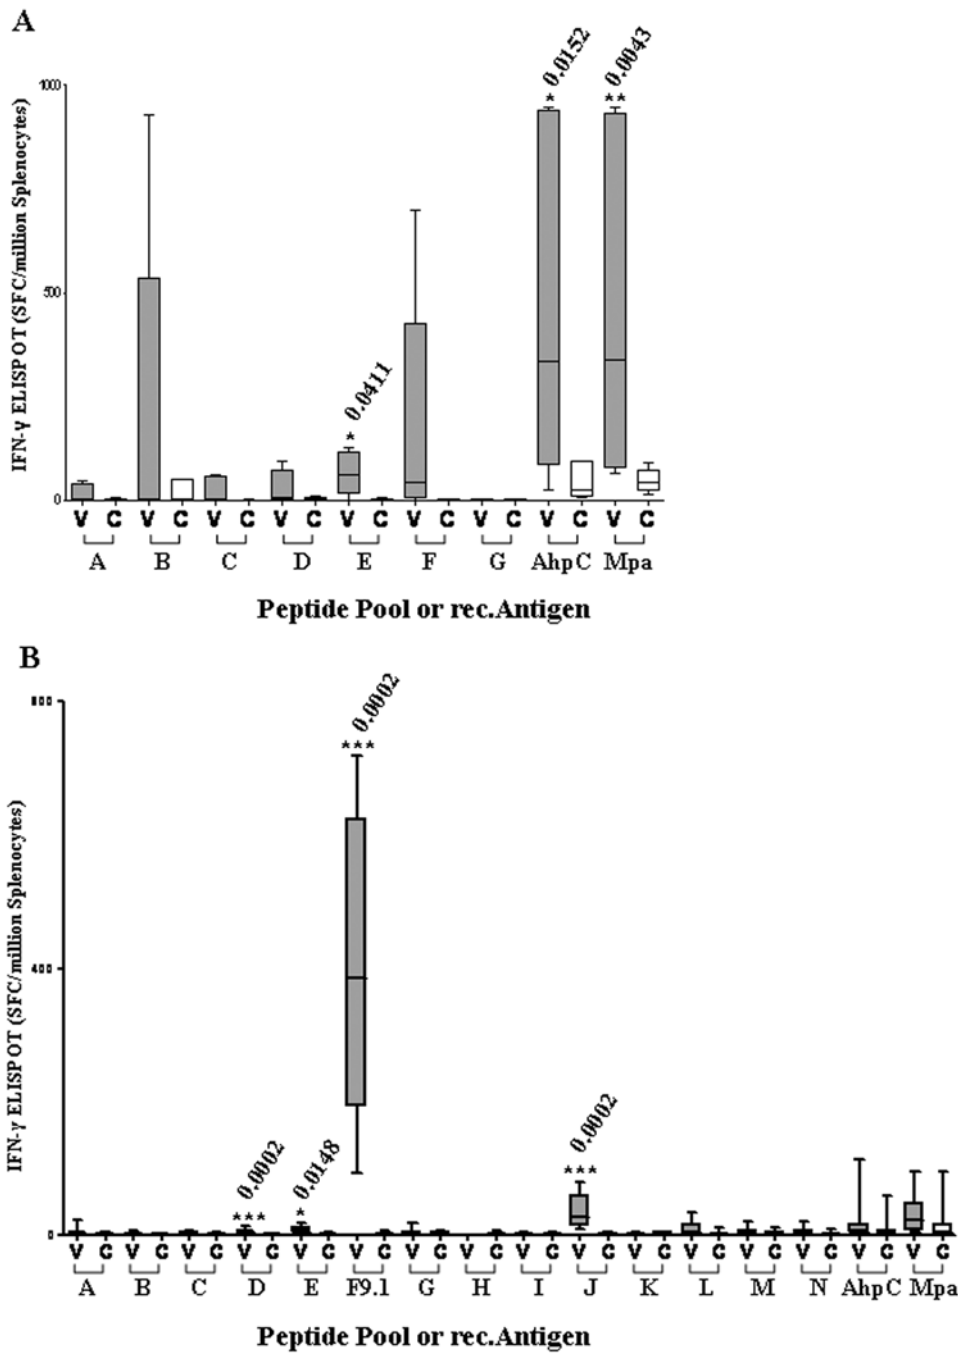 A
0.0152
0.0043
*
**
1000
500
0.0411
*
0
IFN-γ ELISPOT (SFC/million Splenocytes)
V C V C V C V C V C V C V C V C V C
A B C D E F G AhpC Mpa
Peptide Pool or rec.Antigen
B
800
0.0002
***
400
0.0002
0.0148
0.0002
***
*
***
0
IFN-γ ELISPOT (SFC/million Splenocytes)
V C V C V C V C V C V C V C V C V C V C V C V C V C V C V C V C
A B C D E F9.1 G H I J K L M N AhpC Mpa
Peptide Pool or rec.Antigen